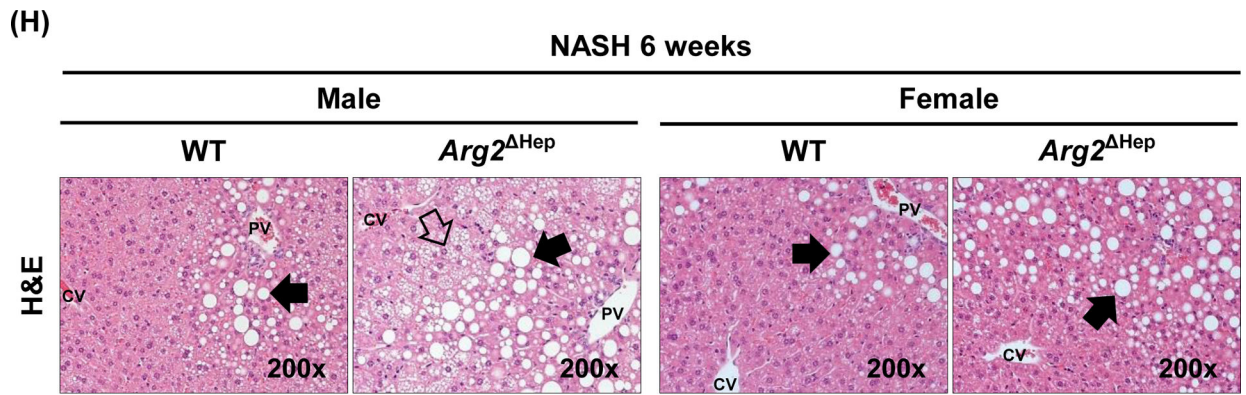 (H)
NASH 6 weeks
Male Female
WT Arg2ΔHep WT Arg2ΔHep
H&E
PV CV 200x
CV PV 200x
PV CV 200x
CV 200x